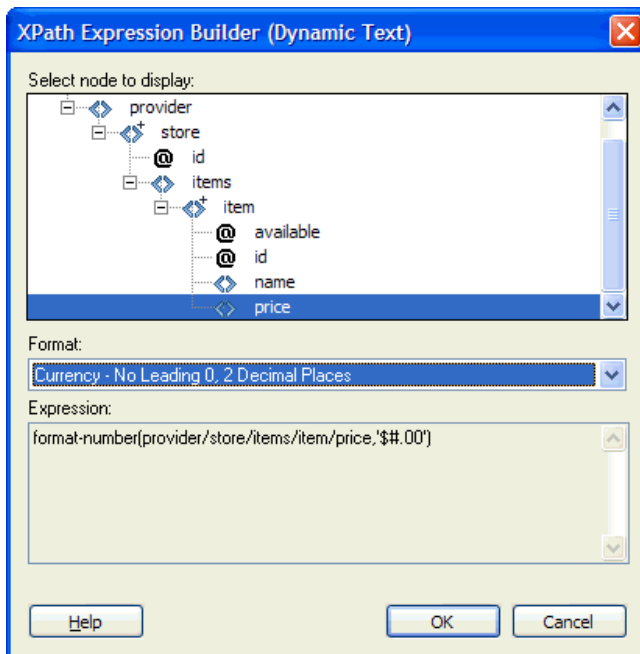 XPath Expression Builder (Dynamic Text)
Select node to display:
provider
store
@ id
items
item
@ available
@ id
name
price
Format:
Currency - No Leading 0, 2 Decimal Places
Expression:
format-number(provider/store/items/item/price,'$#.00')
Help OK Cancel